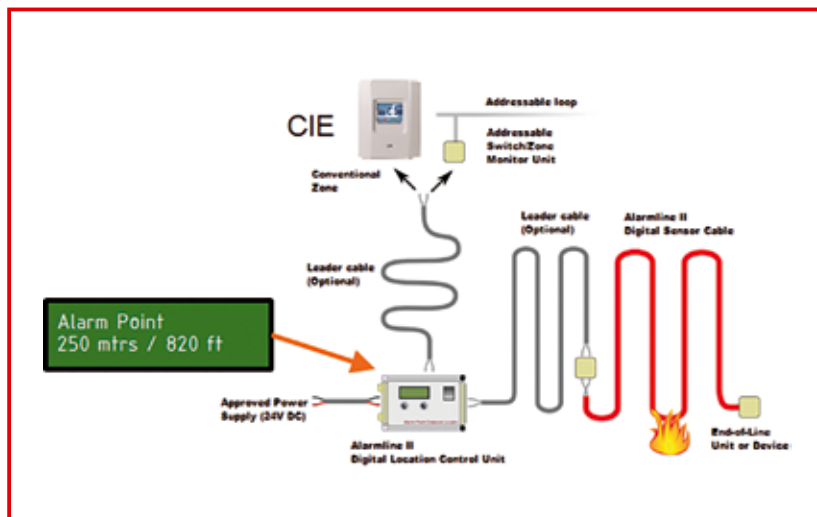 CIE
Addressable loop
Addressable
Switch/Zone
Monitor Unit
Conventional
Zone
Leader cable
(Optional)
Alarmline II
Digital Sensor Cable
Leader cable
(Optional)
Alarm Point
250 mtrs / 820 ft
Approved Power
Supply (24V DC)
Alarmline II
Digital Location Control Unit
End-of-Line
Unit or Device